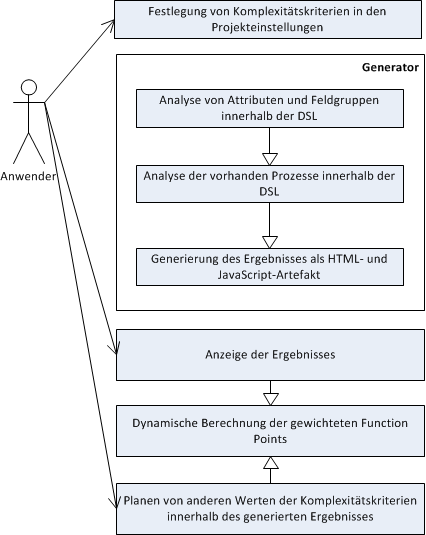 Festlegung von Komplexitätskriterien in den
Projekteinstellungen
Generator
Analyse von Attributen und Feldgruppen
innerhalb der DSL
Anwender
Analyse der vorhanden Prozesse innerhalb der
DSL
Generierung des Ergebnisses als HTML- und
JavaScript-Artefakt
Anzeige der Ergebnisses
Dynamische Berechnung der gewichteten Function
Points
Planen von anderen Werten der Komplexitätskriterien
innerhalb des generierten Ergebnisses